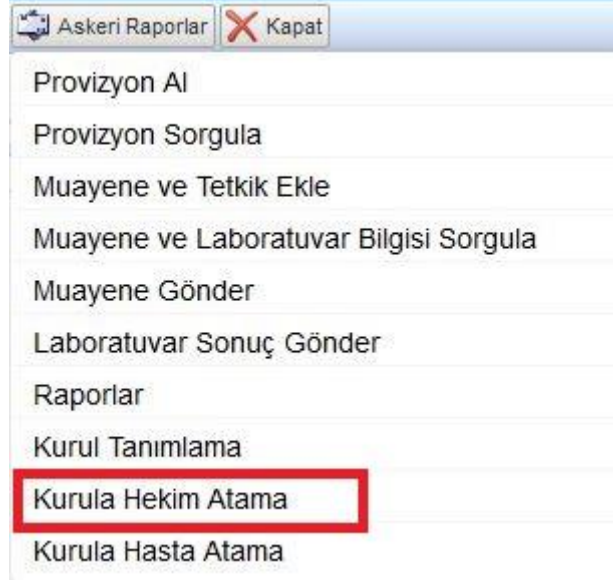 Askeri Raporlar Kapat
Provizyon Al
Provizyon Sorgula
Muayene ve Tetkik Ekle
Muayene ve Laboratuvar Bilgisi Sorgula
Muayene Gönder
Laboratuvar Sonuç Gönder
Raporlar
Kurul Tanımlama
Kurula Hekim Atama
Kurula Hasta Atama